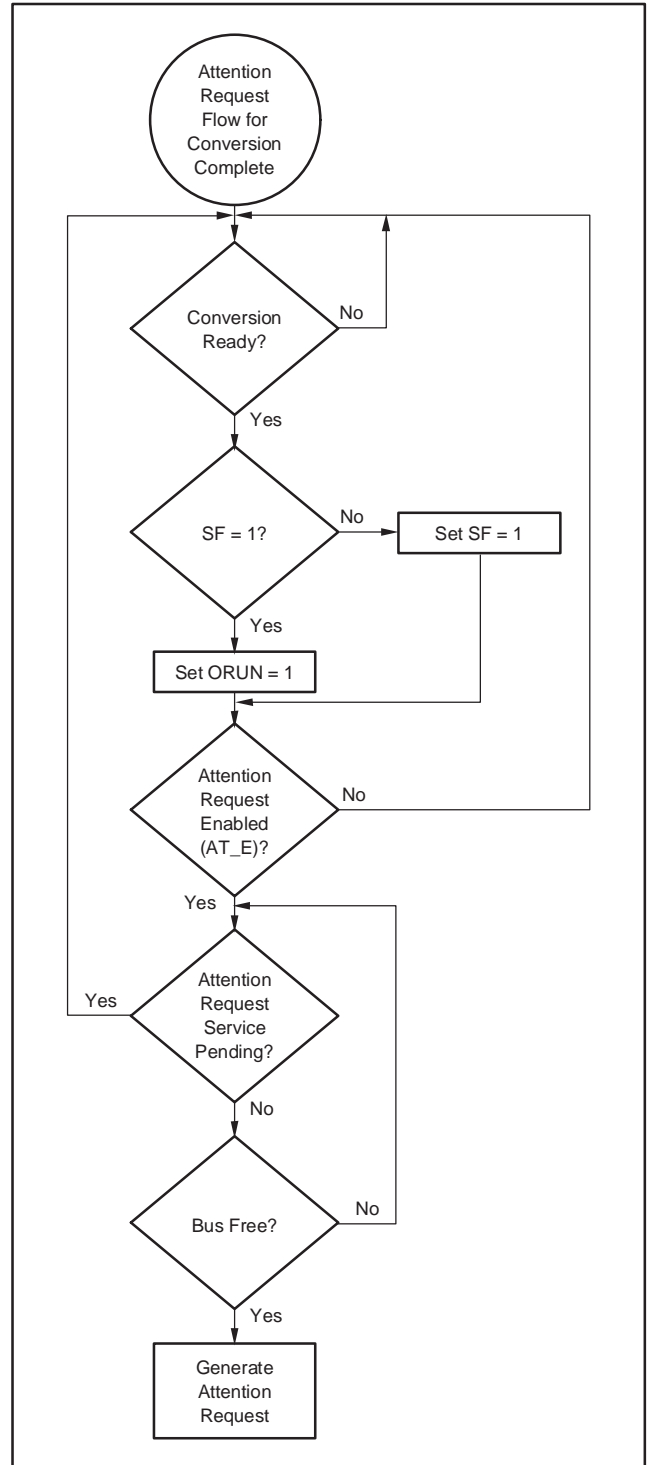 Attention
Request
Flow for
Conversion
Complete
Conversion
Ready?
No
Yes
SF = 1?
No
Set SF = 1
Yes
Set ORUN = 1
Attention
Request
Enabled
(AT_E)?
No
Yes
Attention
Request
Service
Pending?
Yes
No
Bus Free?
No
Yes
Generate
Attention
Request